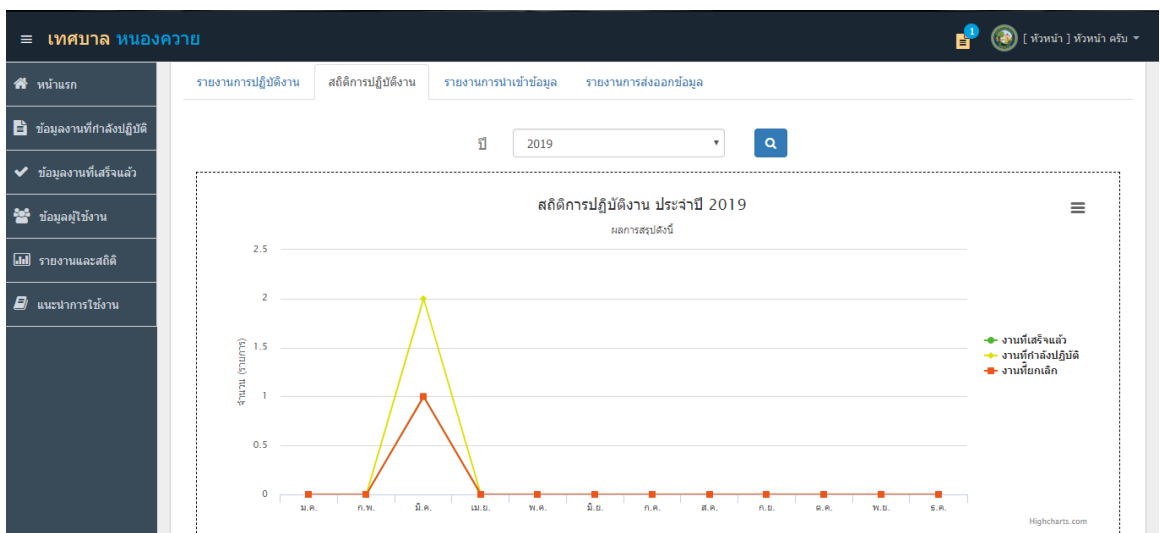 เทศบาล หนองควาย
1
[ หัวหน้า ] หัวหน้า ครับ
หน้าแรก
ข้อมูลงานที่กำลังปฏิบัติ
ข้อมูลงานที่เสร็จแล้ว
ข้อมูลผู้ใช้งาน
รายงานและสถิติ
แนะนำการใช้งาน
รายงานการปฏิบัติงาน สถิติการปฏิบัติงาน รายงานการนำเข้าข้อมูล รายงานการส่งออกข้อมูล
ปี 2019
สถิติการปฏิบัติงาน ประจำปี 2019
ผลการสรุปดังนี้
จำนวน (รายการ)
2.5
2
1.5
1
0.5
0
ม.ค. ก.พ. มี.ค. เม.ย. พ.ค. มิ.ย. ก.ค. ส.ค. ก.ย. ต.ค. พ.ย. ธ.ค.
งานที่เสร็จแล้ว
งานที่กำลังปฏิบัติ
งานที่ยกเลิก
Highcharts.com